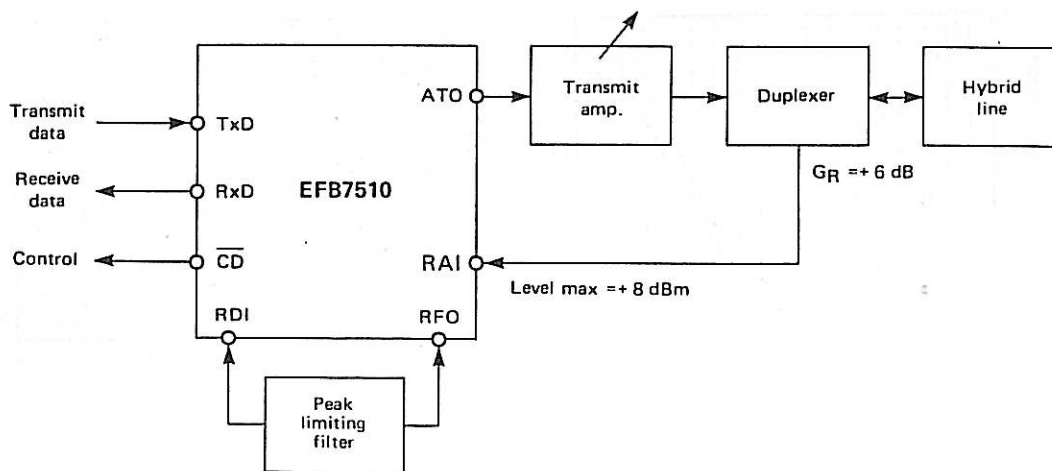 ATO
Transmit
amp.
Duplexer
Hybrid
line
Transmit
data
TxD
Receive
data
RxD
EFB7510
GR =+ 6 dB
Control
CD
RAI
Level max =+ 8 dBm
RDI
RFO
Peak
limiting
filter